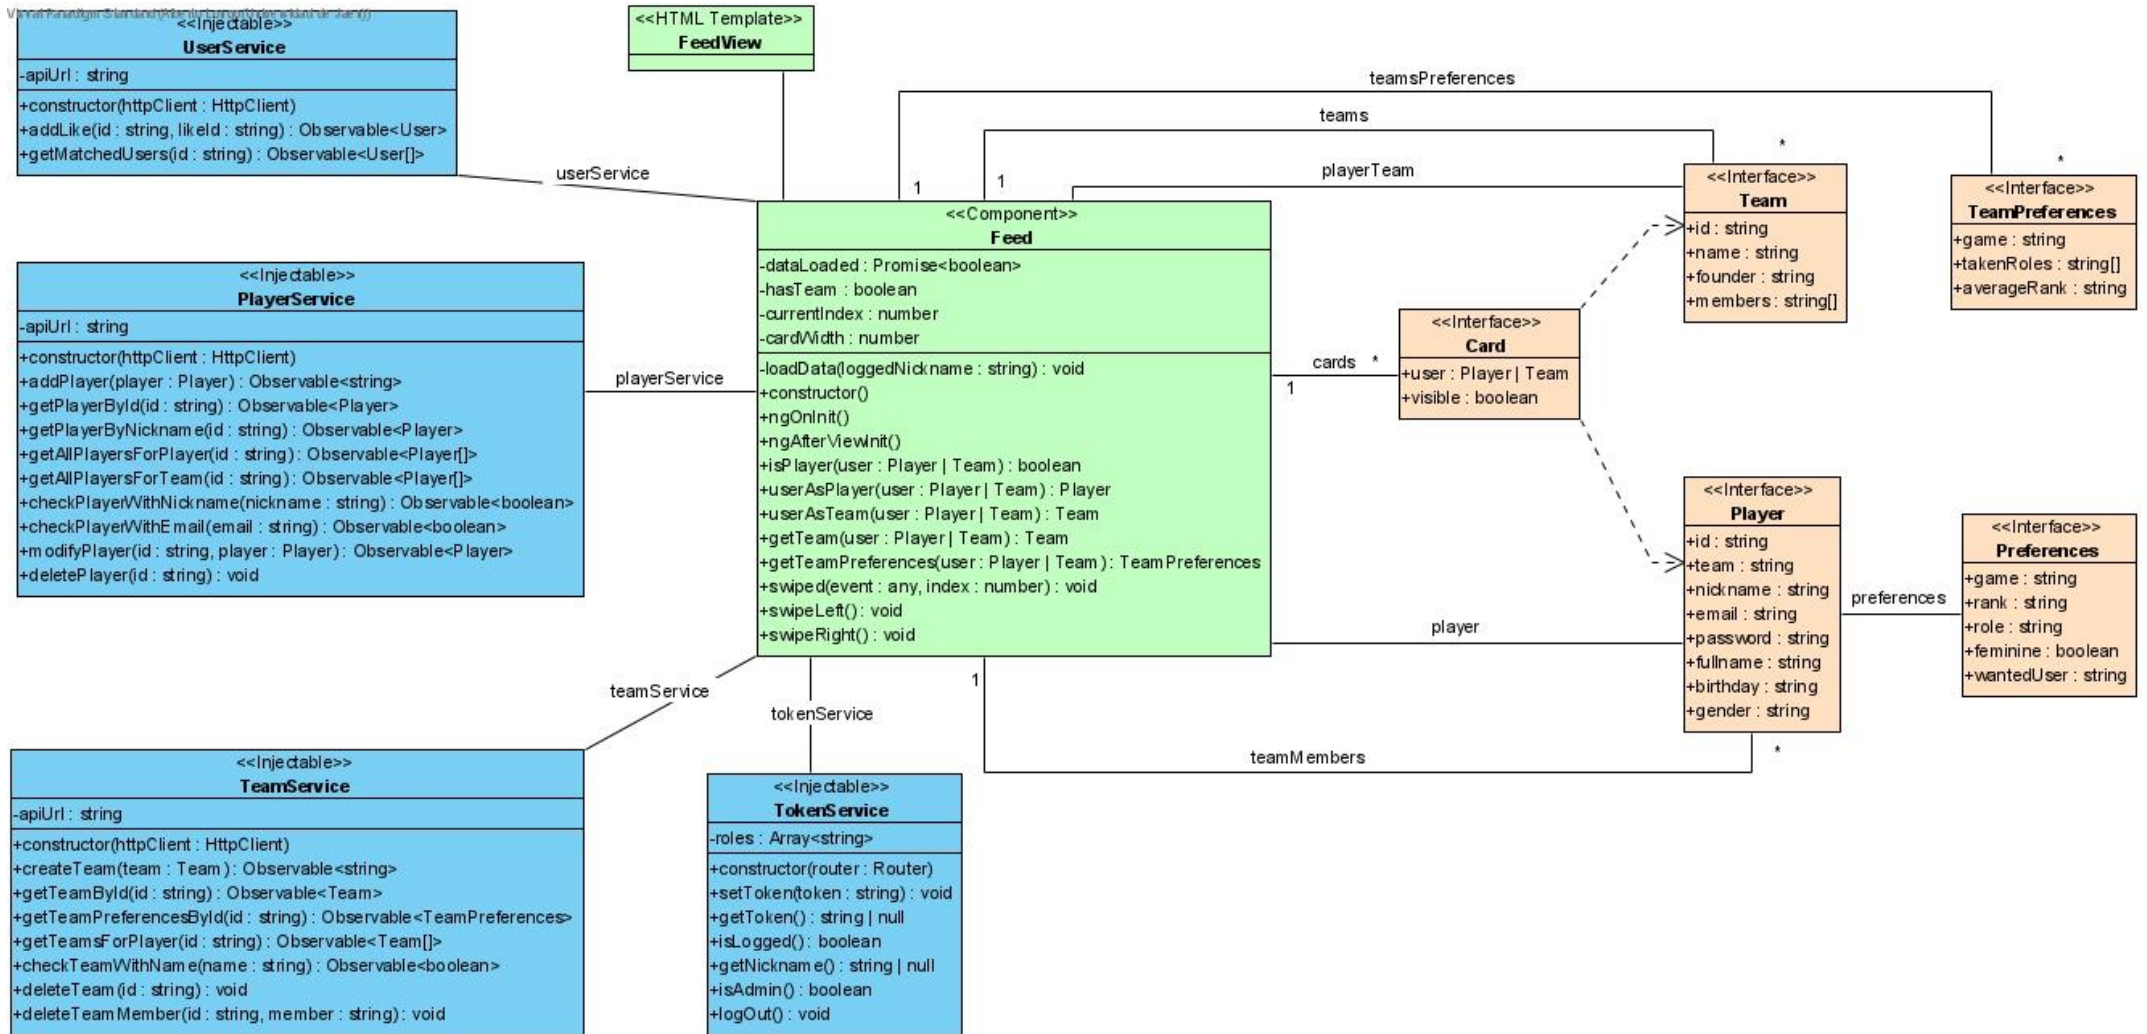 Visual Paradigm Standard (Alberto Luque(Universidad de Jaén))
<<Injectable>>
UserService
-apiUrl : string
+constructor(httpClient : HttpClient)
+addLike(id : string, likeId : string) : Observable<User>
+getMatchedUsers(id : string) : Observable<User[]>
<<HTML Template>>
FeedView
teamsPreferences
teams
*
playerTeam
*
userService
1
1
<<Interface>>
Team
+id : string
+name : string
+founder : string
+members : string[]
<<Interface>>
TeamPreferences
+game : string
+takenRoles : string[]
+averageRank : string
<<Component>>
Feed
-dataLoaded : Promise<boolean>
-hasTeam : boolean
-currentIndex : number
-cardWidth : number
-loadData(loggedNickname : string) : void
+constructor()
+ngOnInit()
+ngAfterViewInit()
+isPlayer(user : Player | Team) : boolean
+userAsPlayer(user : Player | Team) : Player
+userAsTeam(user : Player | Team) : Team
+getTeam(user : Player | Team) : Team
+getTeamPreferences(user : Player | Team) : TeamPreferences
+swiped(event : any, index : number) : void
+swipeLeft() : void
+swipeRight() : void
<<Injectable>>
PlayerService
-apiUrl : string
+constructor(httpClient : HttpClient)
+addPlayer(player : Player) : Observable<string>
+getPlayerById(id : string) : Observable<Player>
+getPlayerByNickname(id : string) : Observable<Player>
+getAllPlayersForPlayer(id : string) : Observable<Player[]>
+getAllPlayersForTeam(id : string) : Observable<Player[]>
+checkPlayerWithNickname(nickname : string) : Observable<boolean>
+checkPlayerWithEmail(email : string) : Observable<boolean>
+modifyPlayer(id : string, player : Player) : Observable<Player>
+deletePlayer(id : string) : void
playerService
cards
*
1
<<Interface>>
Card
+user : Player | Team
+visible : boolean
<<Interface>>
Player
+id : string
+team : string
+nickname : string
+email : string
+password : string
+fullname : string
+birthday : string
+gender : string
preferences
<<Interface>>
Preferences
+game : string
+rank : string
+role : string
+feminine : boolean
+wantedUser : string
player
1
teamService
tokenService
teamMembers
*
<<Injectable>>
TeamService
-apiUrl : string
+constructor(httpClient : HttpClient)
+createTeam(team : Team) : Observable<string>
+getTeamById(id : string) : Observable<Team>
+getTeamPreferencesById(id : string) : Observable<TeamPreferences>
+getTeamsForPlayer(id : string) : Observable<Team[]>
+checkTeamWithName(name : string) : Observable<boolean>
+deleteTeam(id : string) : void
+deleteTeamMember(id : string, member : string) : void
<<Injectable>>
TokenService
-roles : Array<string>
+constructor(router : Router)
+setToken(token : string) : void
+getToken() : string | null
+isLogged() : boolean
+getNickname() : string | null
+isAdmin() : boolean
+logOut() : void